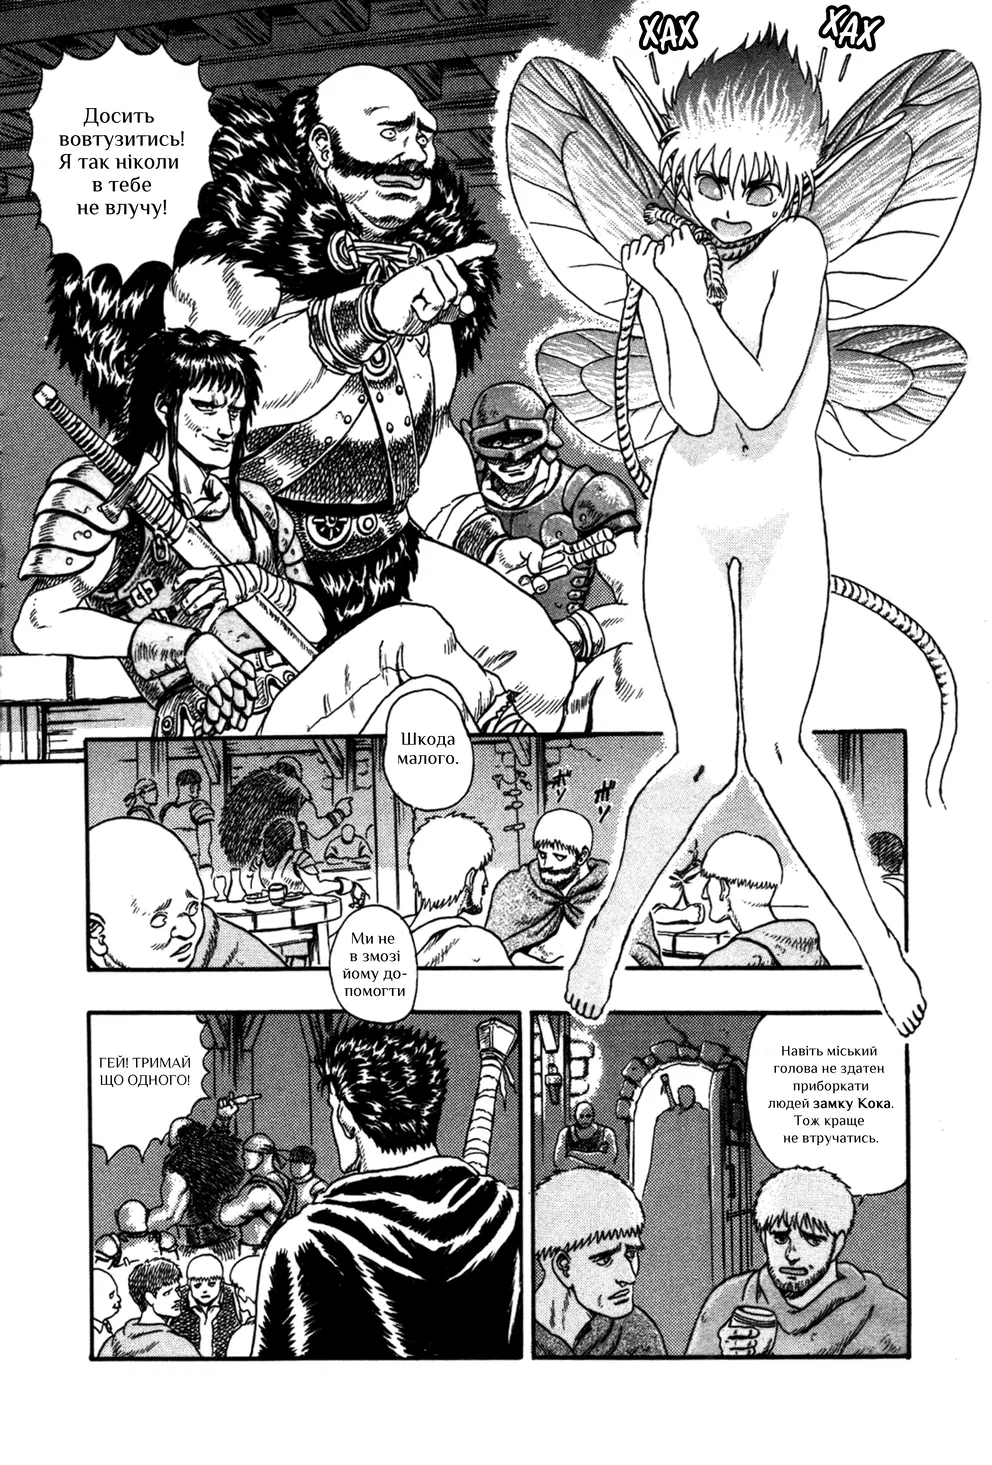 ХАХ
ХАХ
Досить
вовтузитись!
Я так ніколи
в тебе
не влучу!
Шкода
малого.
Ми не
в змозі
йому до-
помогти
ГЕЙ! ТРИМАЙ
ЩО ОДНОГО!
Навіть міський
голова не здатен
приборкати
людей замку Кока.
Тож краще
не втручатись.